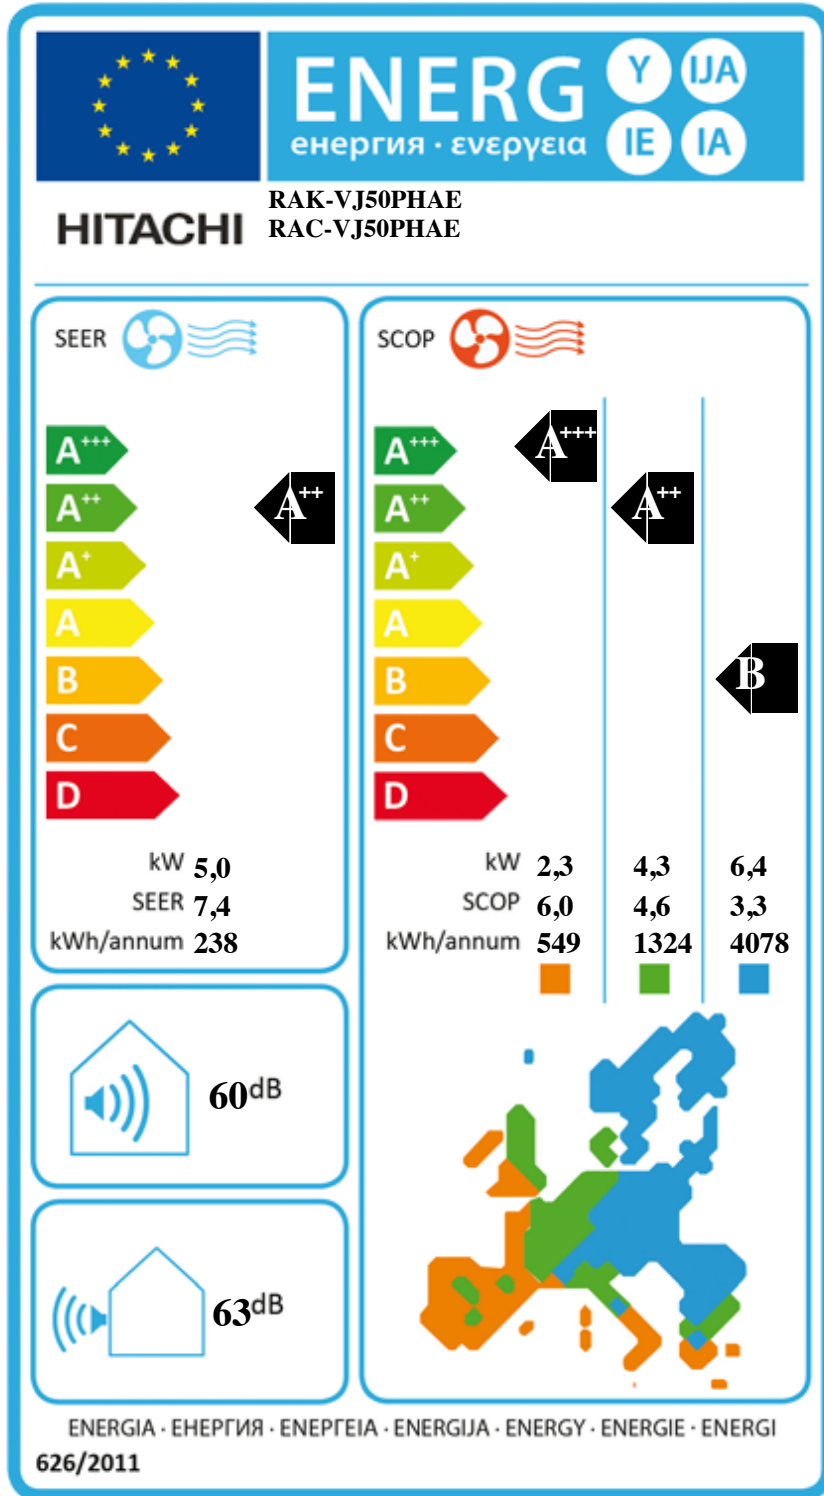 ENERG Y IJA
енергия · ενεργεια IE IA
HITACHI
RAK-VJ50PHAE
RAC-VJ50PHAE
SEER
A+++
A++
A+
A
B
C
D
A++
kW 5,0
SEER 7,4
kWh/annum 238
SCOP
A+++
A++
A+
A
B
C
D
A+++
A++
B
kW 2,3 4,3 6,4
SCOP 6,0 4,6 3,3
kWh/annum 549 1324 4078
60dB
63dB
ENERGIA · ЕНЕРГИЯ · ΕΝΕΡΓΕΙΑ · ENERGIJA · ENERGY · ENERGIE · ENERGI
626/2011